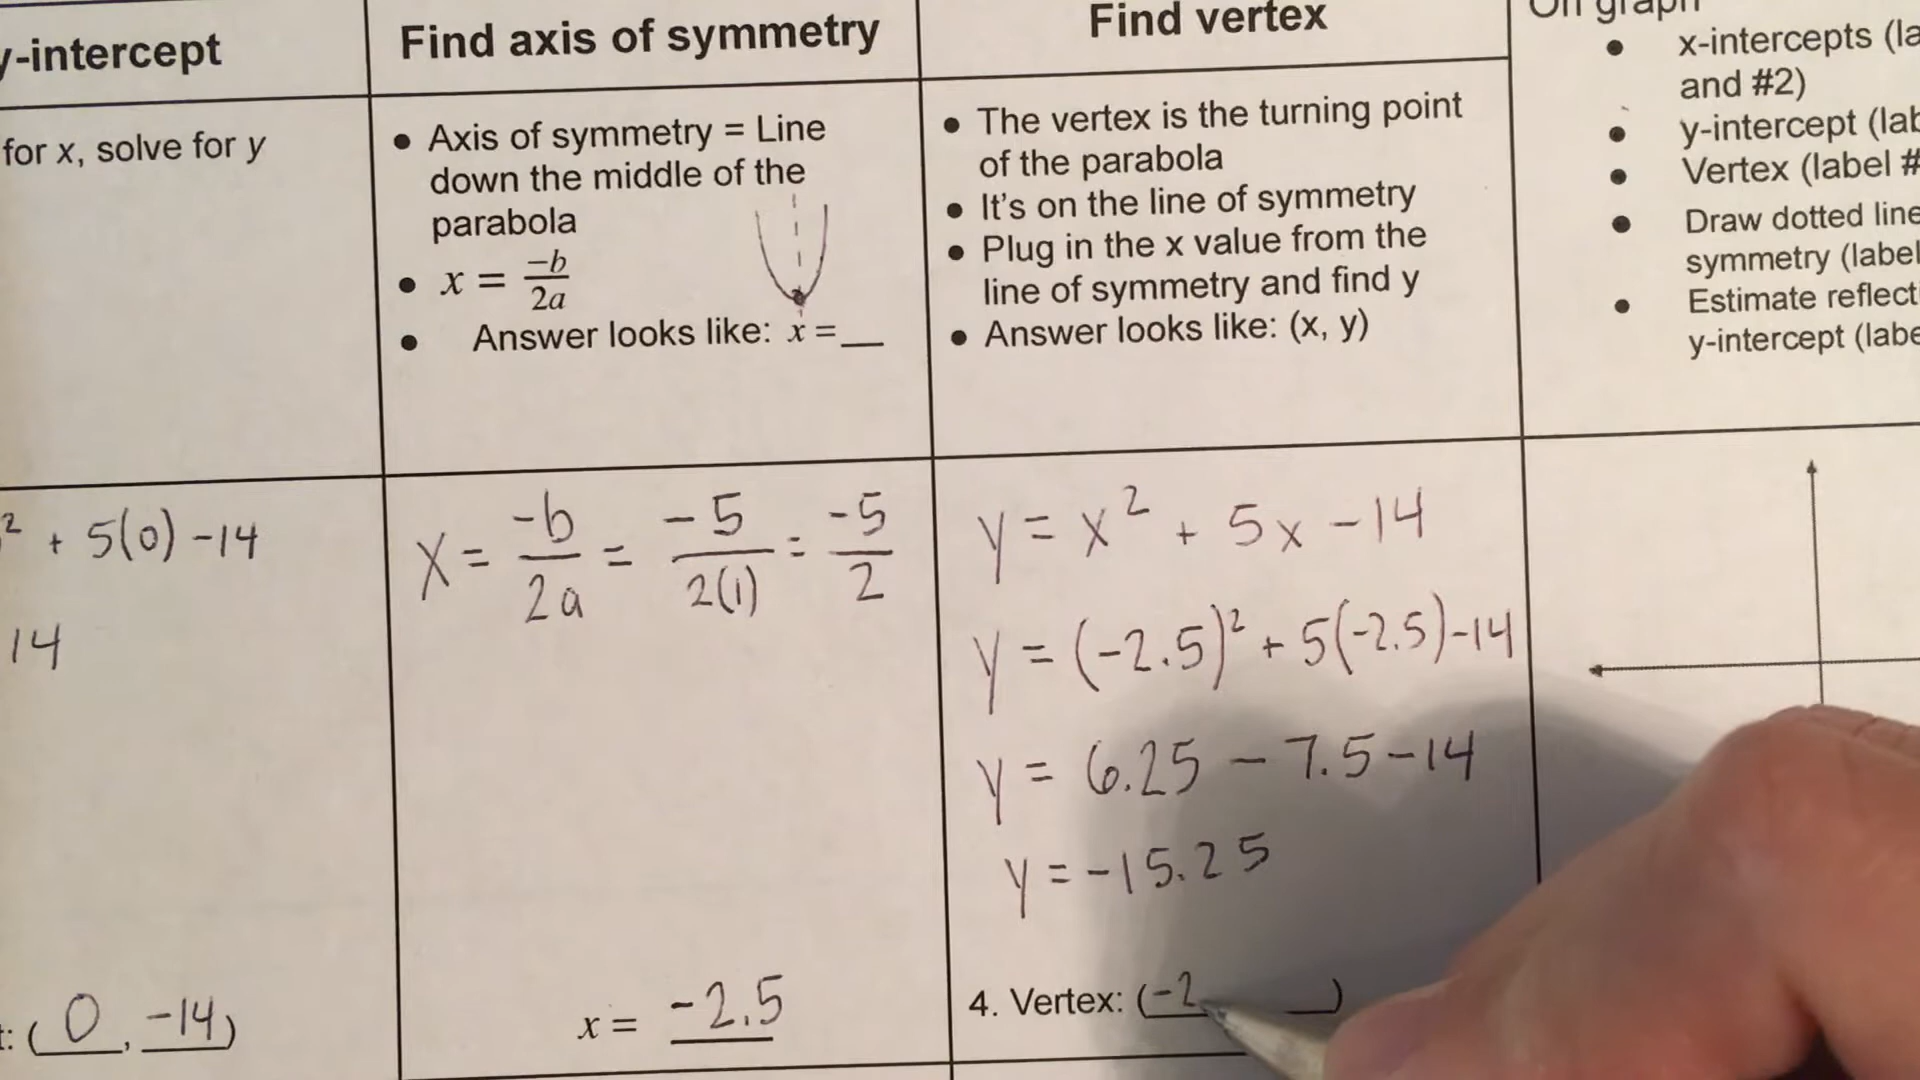 y-intercept
for x, solve for y
² + 5(0) -14
14
: ( 0 , -14 )
Find axis of symmetry
● Axis of symmetry = Line
down the middle of the
parabola
● x = -b/2a
● Answer looks like: x = __
X = -b/2a = -5/2(1) = -5/2
x = -2.5
Find vertex
● The vertex is the turning point
of the parabola
● It's on the line of symmetry
● Plug in the x value from the
line of symmetry and find y
● Answer looks like: (x, y)
y = x² + 5x - 14
y = (-2.5)² + 5(-2.5) - 14
y = 6.25 - 7.5 - 14
y = -15.25
4. Vertex: (-2 __)
On graph
● x-intercepts (la
and #2)
● y-intercept (lab
● Vertex (label #
● Draw dotted line
symmetry (label
● Estimate reflecti
y-intercept (labe